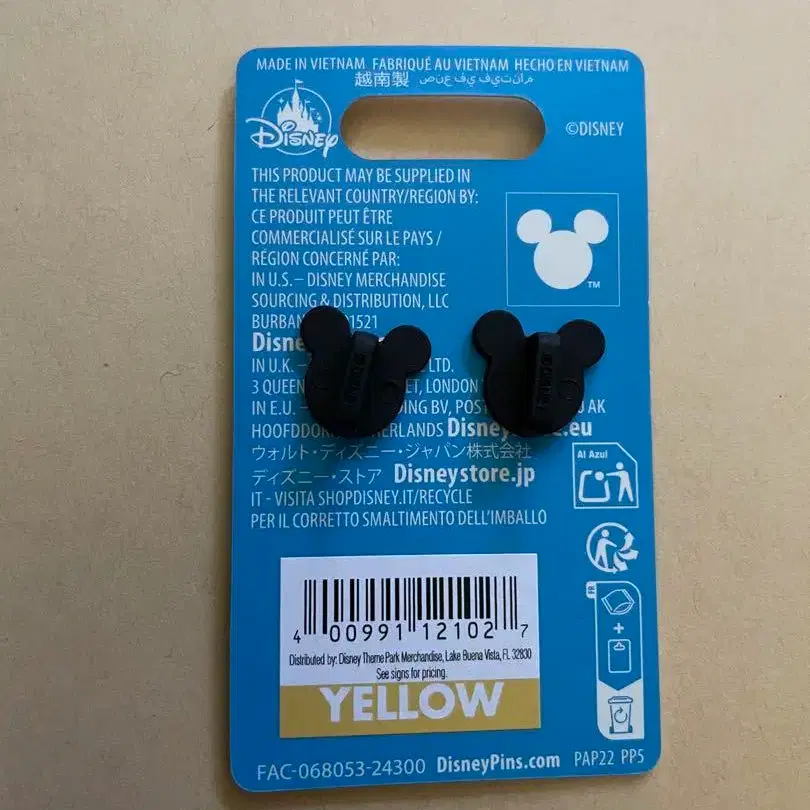 MADE IN VIETNAM FABRIQUÉ AU VIETNAM HECHO EN VIETNAM
越南製 صنع في فيتنام
Disney
©DISNEY
THIS PRODUCT MAY BE SUPPLIED IN
THE RELEVANT COUNTRY/REGION BY:
CE PRODUIT PEUT ÊTRE
COMMERCIALISÉ SUR LE PAYS /
RÉGION CONCERNÉ PAR:
IN U.S.– DISNEY MERCHANDISE
SOURCING & DISTRIBUTION, LLC
TM
IN U.K. – LTD.
3 LONDON
IN E.U. – BV, AK
HOOFDDORP
ウォルト・ディズニー・ジャパン株式会社
ディズニー・ストア Disneystore.jp
IT - VISITA SHOPDISNEY.IT/RECYCLE
PER IL CORRETTO SMALTIMENTO DELL'IMBALLO
Al Azul
FR
+
4 00991 12102 7
Distributed by: Disney Theme Park Merchandise, Lake Buena Vista, FL 32830
See signs for pricing.
YELLOW
FAC-068053-24300 DisneyPins.com PAP22 PP5